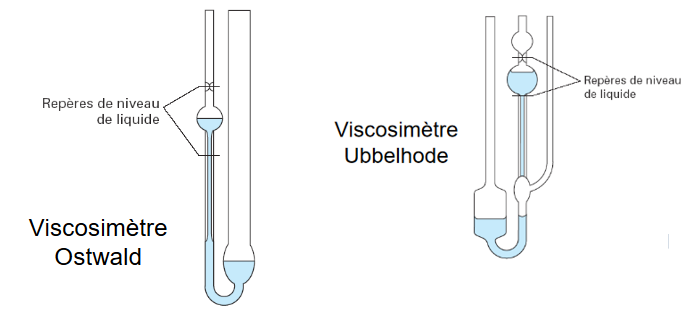 Repères de niveau
de liquide
Viscosimètre
Ostwald
Viscosimètre
Ubbelhode
Repères de niveau
de liquide